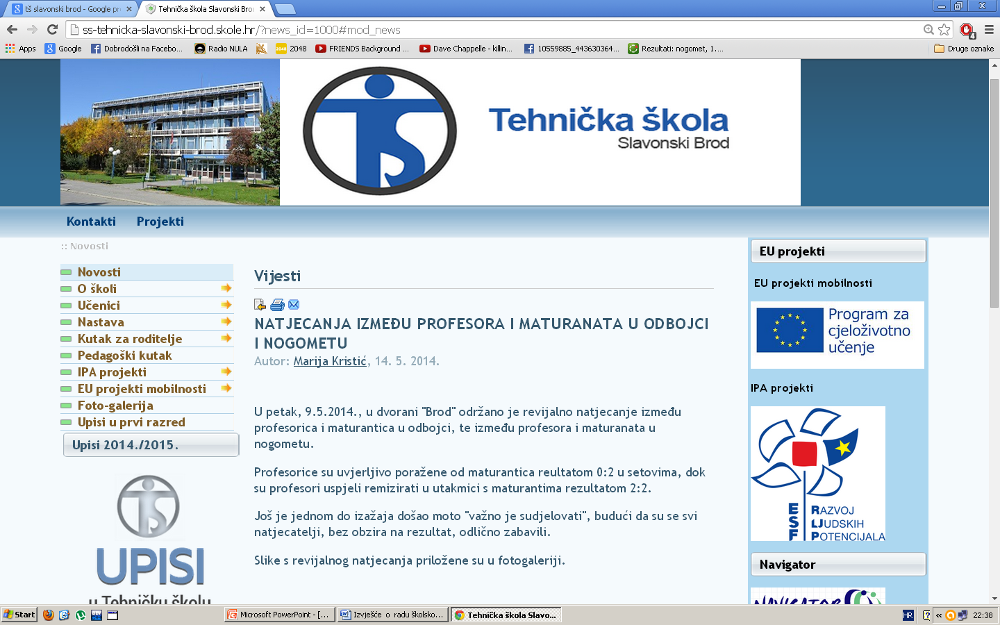 tš slavonski brod - Google pr
Tehnička škola Slavonski Bro
ss-tehnicka-slavonski-brod.skole.hr/?news_id=1000#mod_news
4
Apps
Google
Dobrodošli na Facebo...
Radio NULA
2048
2048
FRIENDS Background ...
Dave Chappelle - killin...
10559885_443630364...
Rezultati: nogomet, 1....
Druge oznake
Tehnička škola
Slavonski Brod
Kontakti
Projekti
:: Novosti
Novosti
O školi
Učenici
Nastava
Kutak za roditelje
Pedagoški kutak
IPA projekti
EU projekti mobilnosti
Foto-galerija
Upisi u prvi razred
Upisi 2014./2015.
UPISI
u Tehničku školu
Vijesti
NATJECANJA IZMEĐU PROFESORA I MATURANATA U ODBOJCI
I NOGOMETU
Autor: Marija Kristić, 14. 5. 2014.
U petak, 9.5.2014., u dvorani "Brod" održano je revijalno natjecanje između
profesorica i maturantica u odbojci, te između profesora i maturanata u
nogometu.
Profesorice su uvjerljivo poražene od maturantica reultatom 0:2 u setovima, dok
su profesori uspjeli remizirati u utakmici s maturantima rezultatom 2:2.
Još je jednom do izažaja došao moto "važno je sudjelovati", budući da su se svi
natjecatelji, bez obzira na rezultat, odlično zabavili.
Slike s revijalnog natjecanja priložene su u fotogaleriji.
EU projekti
EU projekti mobilnosti
Program za
cjeloživotno
učenje
IPA projekti
ESF
RAZVOJ
LJUDSKIH
POTENCIJALA
Navigator
NAVIGATOR
Start
Microsoft PowerPoint - [...
Izvješće o radu školsko...
Tehnička škola Slavo...
HR
22:38